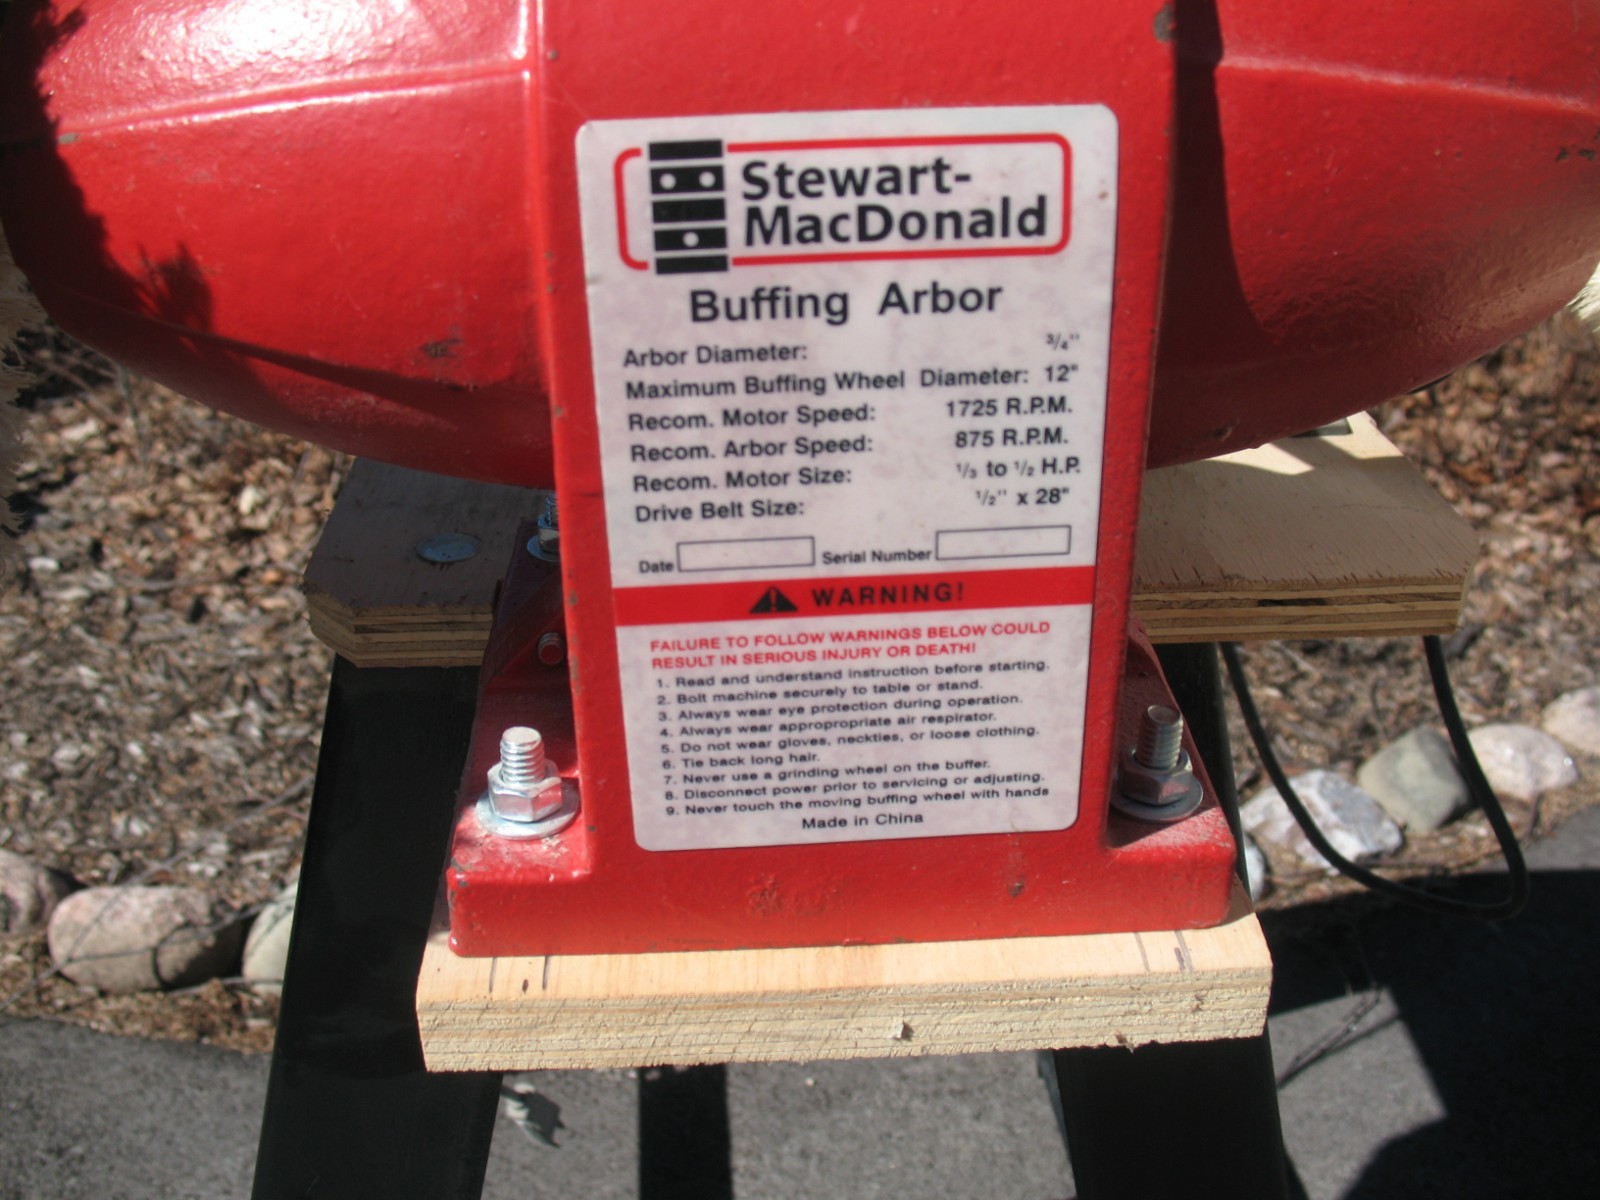 Stewart-
MacDonald
Buffing Arbor
Arbor Diameter: 3/4"
Maximum Buffing Wheel Diameter: 12"
Recom. Motor Speed: 1725 R.P.M.
Recom. Arbor Speed: 875 R.P.M.
Recom. Motor Size: 1/3 to 1/2 H.P.
Drive Belt Size: 1/2" x 28"
Date Serial Number
WARNING!
FAILURE TO FOLLOW WARNINGS BELOW COULD
RESULT IN SERIOUS INJURY OR DEATH!
1. Read and understand instruction before starting.
2. Bolt machine securely to table or stand.
3. Always wear eye protection during operation.
4. Always wear appopropriate air respirator.
5. Do not wear gloves, neckties, or loose clothing.
6. Tie back long hair.
7. Never use a grinding wheel on the buffer.
8. Disconnect power prior to servicing or adjusting.
9. Never touch the moving buffing wheel with hands
Made in China